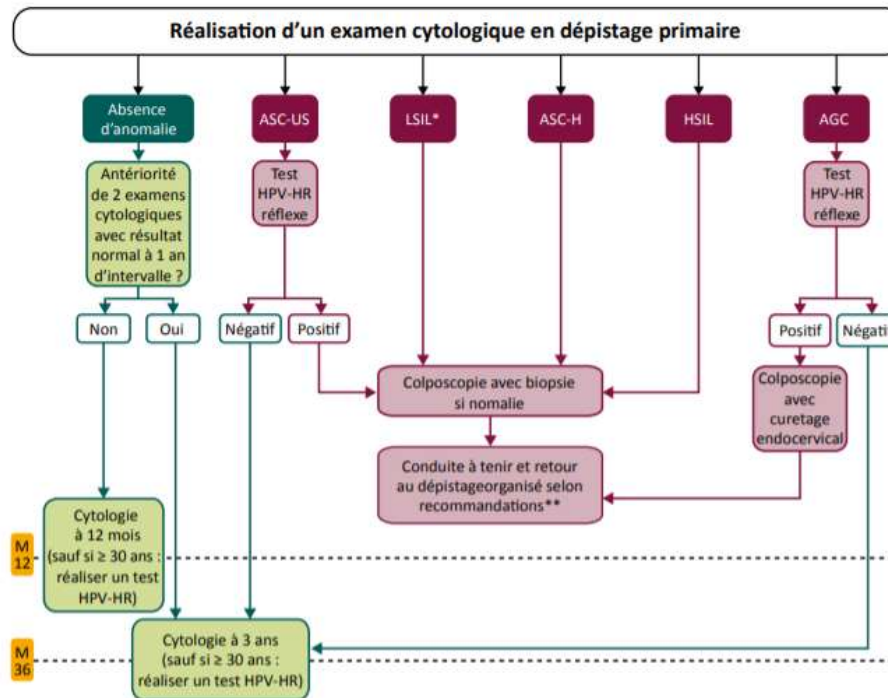 Réalisation d'un examen cytologique en dépistage primaire
Absence
d'anomalie
ASC-US
LSIL*
ASC-H
HSIL
AGC
Antériorité
de 2 examens
cytologiques
avec résultat
normal à 1 an
d'intervalle ?
Test
HPV-HR
réflexe
Test
HPV-HR
réflexe
Non
Oui
Négatif
Positif
Positif
Négatif
Colposcopie avec biopsie
si nomalie
Colposcopie
avec
curetage
endocervical
Conduite à tenir et retour
au dépistageorganisé selon
recommandations**
Cytologie
à 12 mois
(sauf si ≥ 30 ans :
réaliser un test
HPV-HR)
M
12
Cytologie à 3 ans
(sauf si ≥ 30 ans :
réaliser un test HPV-HR)
M
36